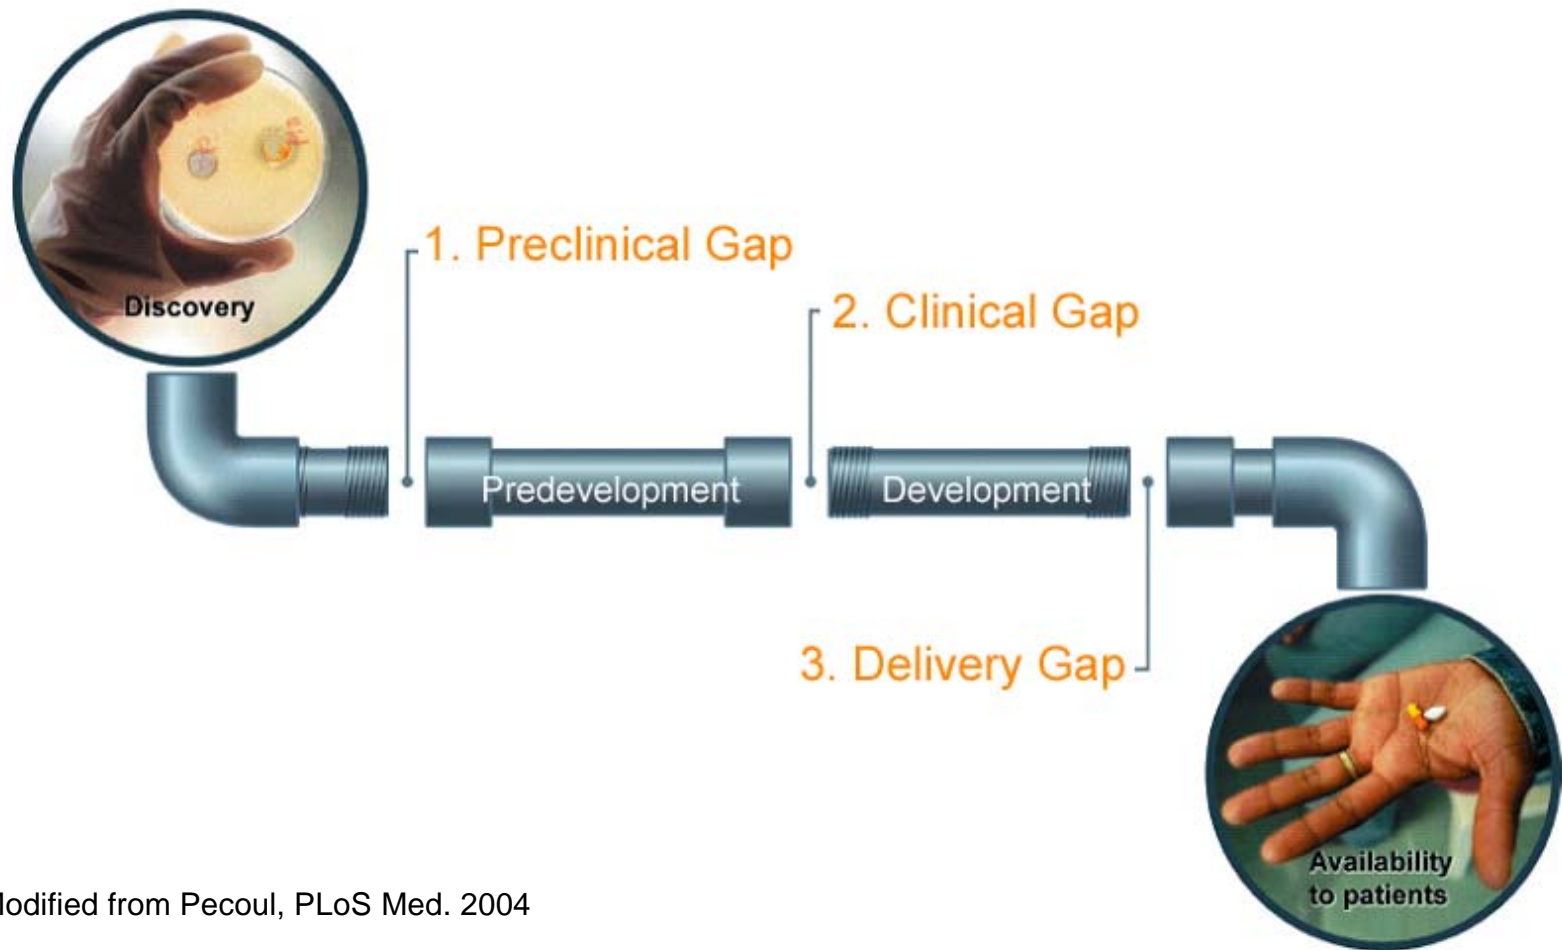 Discovery
1. Preclinical Gap
2. Clinical Gap
Predevelopment
Development
3. Delivery Gap
Availability
to patients
odified from Pecoul, PLoS Med. 2004